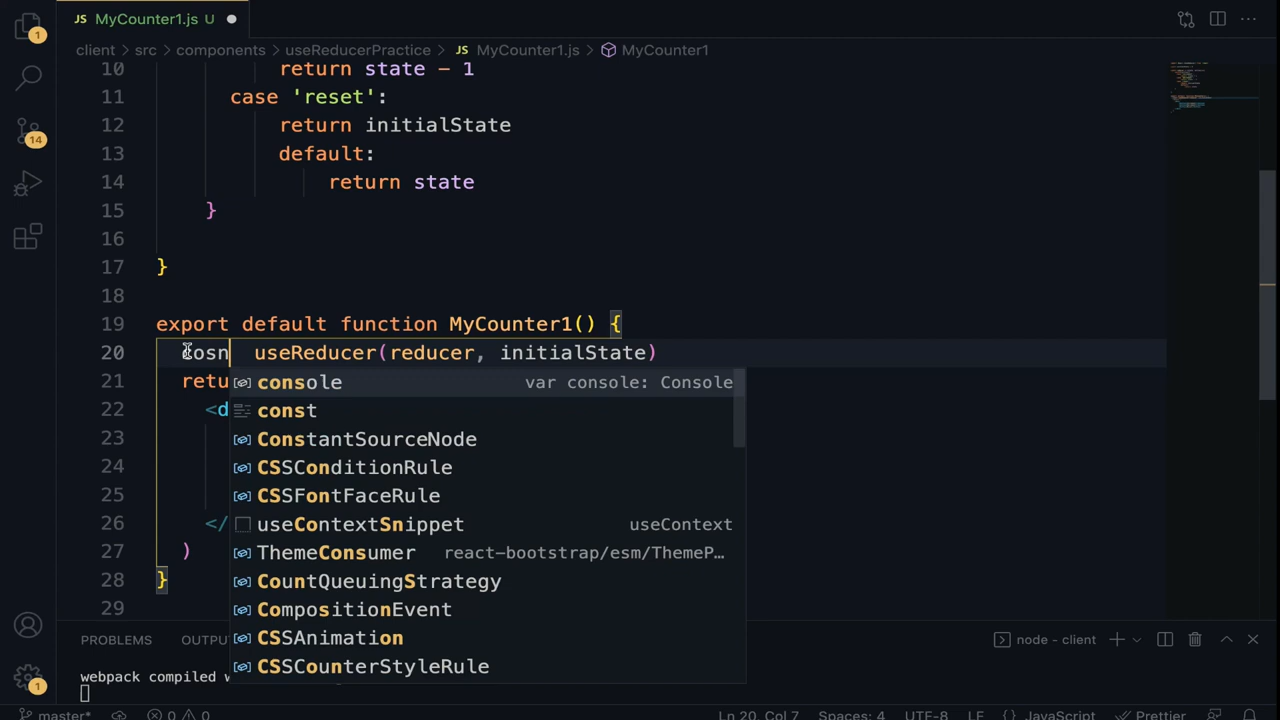 1
JS MyCounter1.js U
client > src > components > useReducerPractice > JS MyCounter1.js > MyCounter1
10 return state - 1
11 case 'reset':
12 return initialState
13 default:
14 return state
15 }
16
17 }
18
19 export default function MyCounter1() {
20 cosn useReducer(reducer, initialState)
21 retu
22 <d
23
24
25
26 </
27 )
28 }
29
console var console: Console
const
ConstantSourceNode
CSSConditionRule
CSSFontFaceRule
useContextSnippet useContext
ThemeConsumer react-bootstrap/esm/ThemeP…
CountQueuingStrategy
CompositionEvent
CSSAnimation
CSSCounterStyleRule
14
1
PROBLEMS OUTPU
node - client
webpack compiled w
master* 0 0 Ln 20, Col 7 Spaces: 4 UTF-8 LF {} JavaScript Prettier